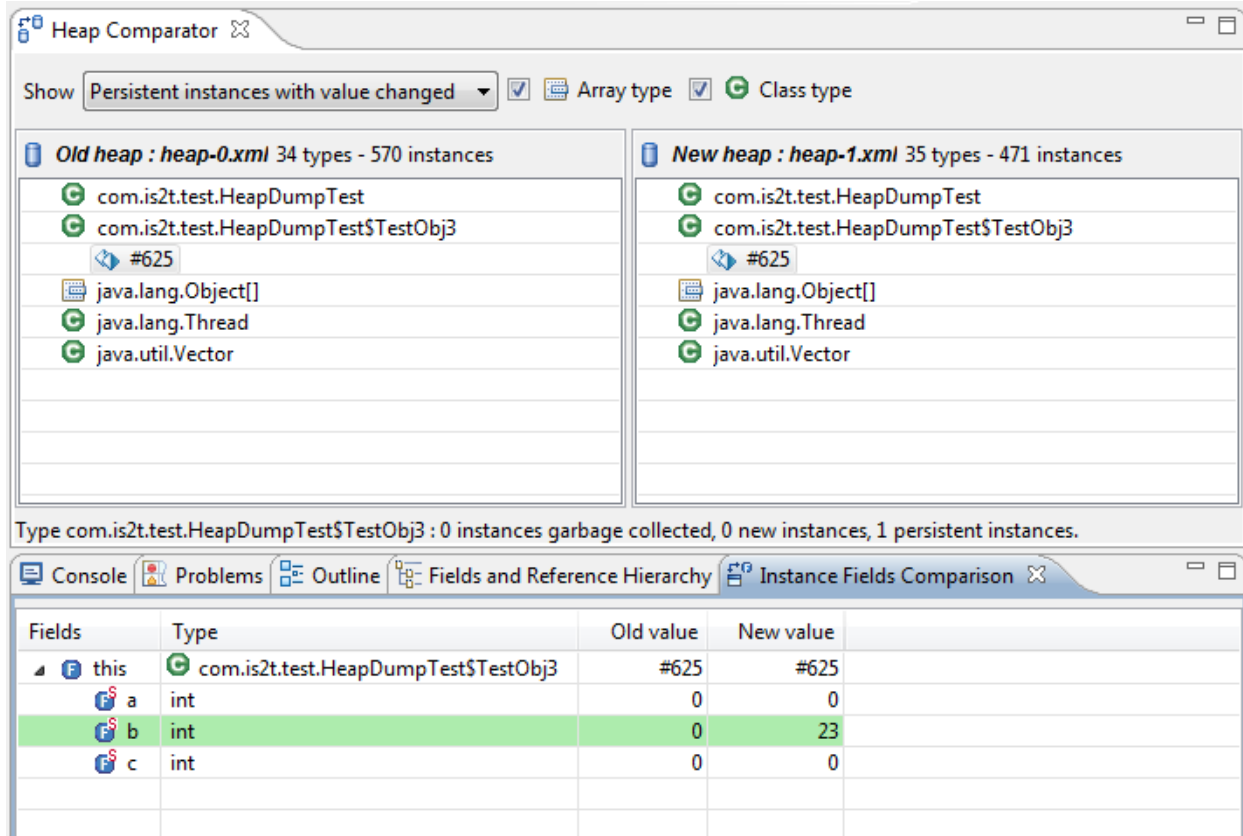 Heap Comparator
Show Persistent instances with value changed Array type Class type
Old heap : heap-0.xml 34 types - 570 instances
com.is2t.test.HeapDumpTest
com.is2t.test.HeapDumpTest$TestObj3
#625
java.lang.Object[]
java.lang.Thread
java.util.Vector
New heap : heap-1.xml 35 types - 471 instances
com.is2t.test.HeapDumpTest
com.is2t.test.HeapDumpTest$TestObj3
#625
java.lang.Object[]
java.lang.Thread
java.util.Vector
Type com.is2t.test.HeapDumpTest$TestObj3 : 0 instances garbage collected, 0 new instances, 1 persistent instances.
Console Problems Outline Fields and Reference Hierarchy Instance Fields Comparison
Fields Type Old value New value
this com.is2t.test.HeapDumpTest$TestObj3 #625 #625
a int 0 0
b int 0 23
c int 0 0